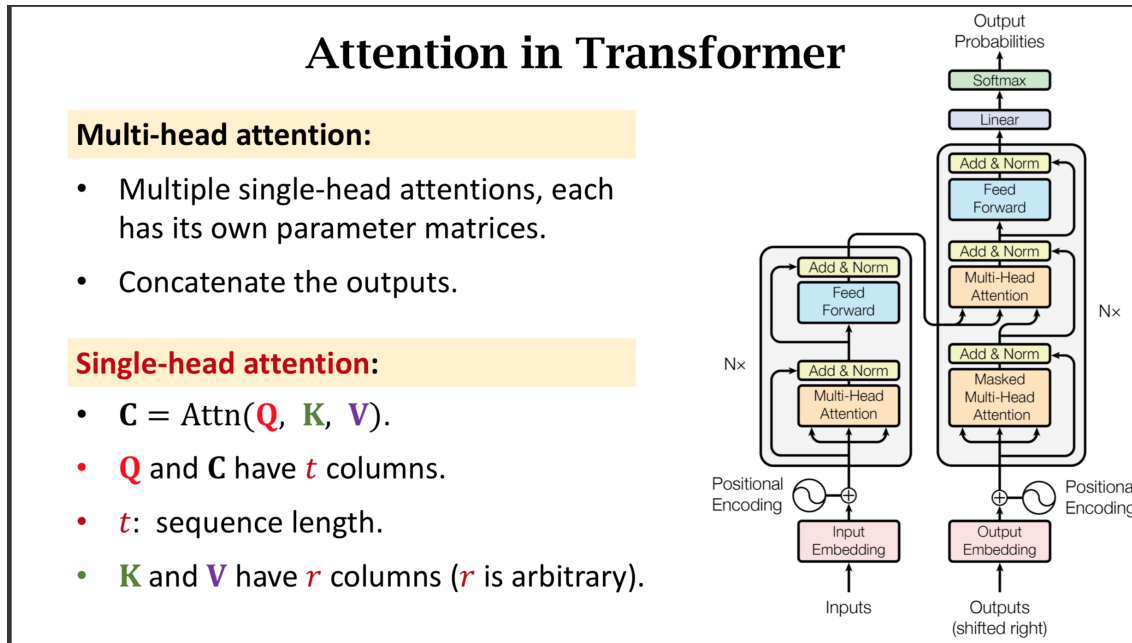 Attention in Transformer
Multi-head attention:
• Multiple single-head attentions, each
has its own parameter matrices.
• Concatenate the outputs.
Single-head attention:
• C = Attn(Q, K, V).
• Q and C have t columns.
• t: sequence length.
• K and V have r columns (r is arbitrary).
Output
Probabilities
Softmax
Linear
Add & Norm
Feed
Forward
Add & Norm
Multi-Head
Attention
Add & Norm
Masked
Multi-Head
Attention
N×
Add & Norm
Feed
Forward
Add & Norm
Multi-Head
Attention
N×
Positional
Encoding
Positional
Encoding
Input
Embedding
Output
Embedding
Inputs
Outputs
(shifted right)